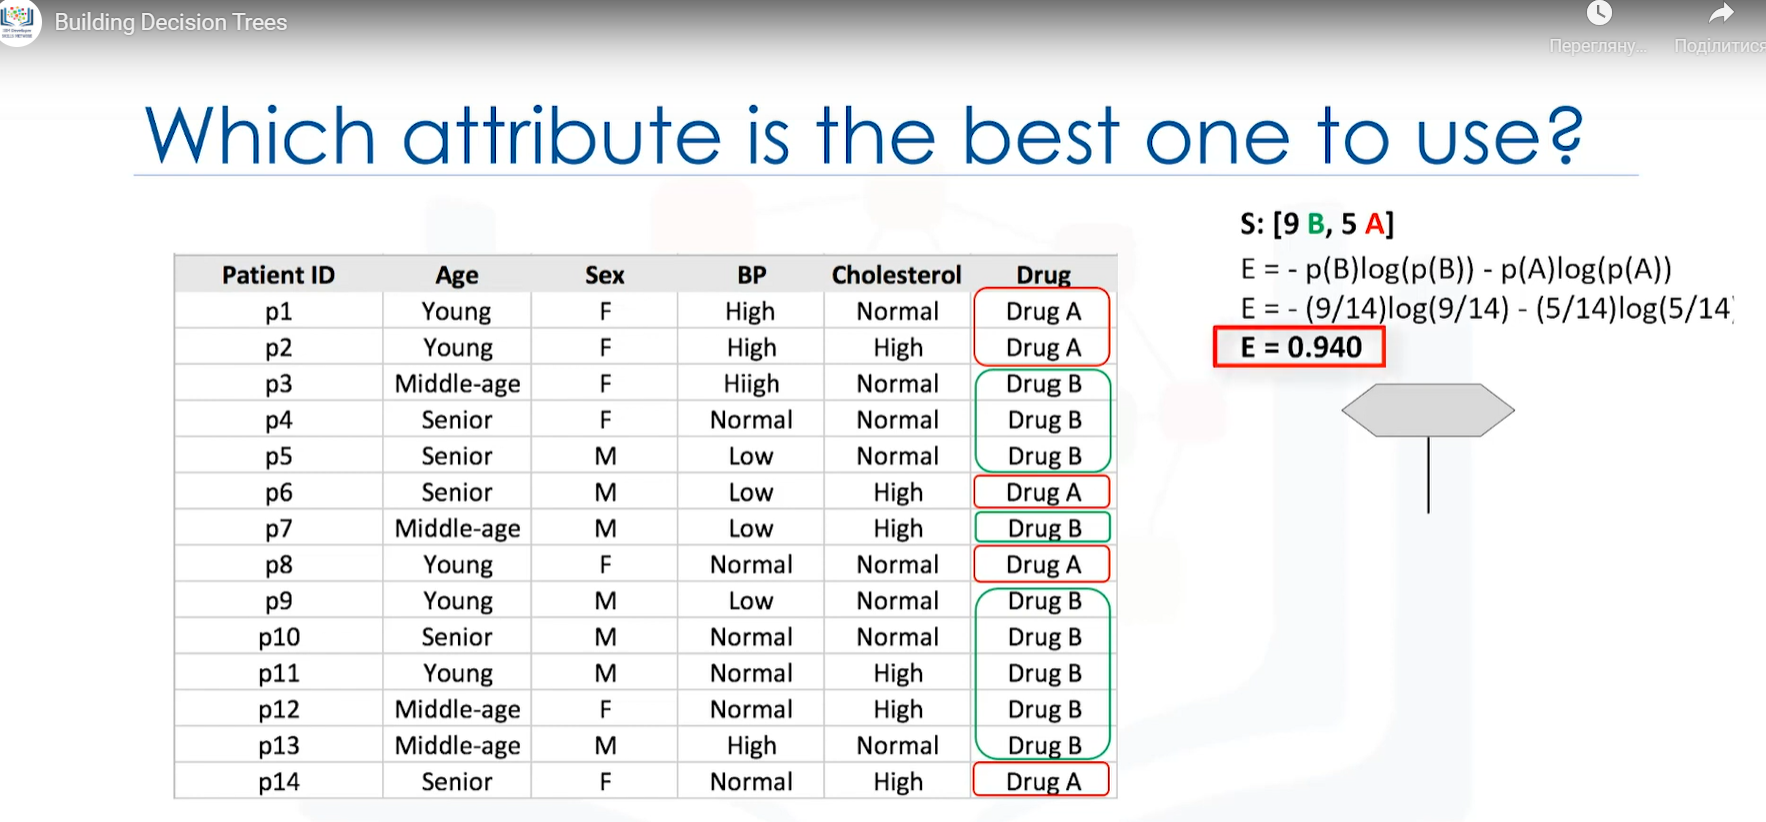 Building Decision Trees
Перегляну...
Поділитися
Which attribute is the best one to use?
S: [9 B, 5 A]
E = - p(B)log(p(B)) - p(A)log(p(A))
E = - (9/14)log(9/14) - (5/14)log(5/14)
E = 0.940
Patient ID Age Sex BP Cholesterol Drug
p1 Young F High Normal Drug A
p2 Young F High High Drug A
p3 Middle-age F Hiigh Normal Drug B
p4 Senior F Normal Normal Drug B
p5 Senior M Low Normal Drug B
p6 Senior M Low High Drug A
p7 Middle-age M Low High Drug B
p8 Young F Normal Normal Drug A
p9 Young M Low Normal Drug B
p10 Senior M Normal Normal Drug B
p11 Young M Normal High Drug B
p12 Middle-age F Normal High Drug B
p13 Middle-age M High Normal Drug B
p14 Senior F Normal High Drug A